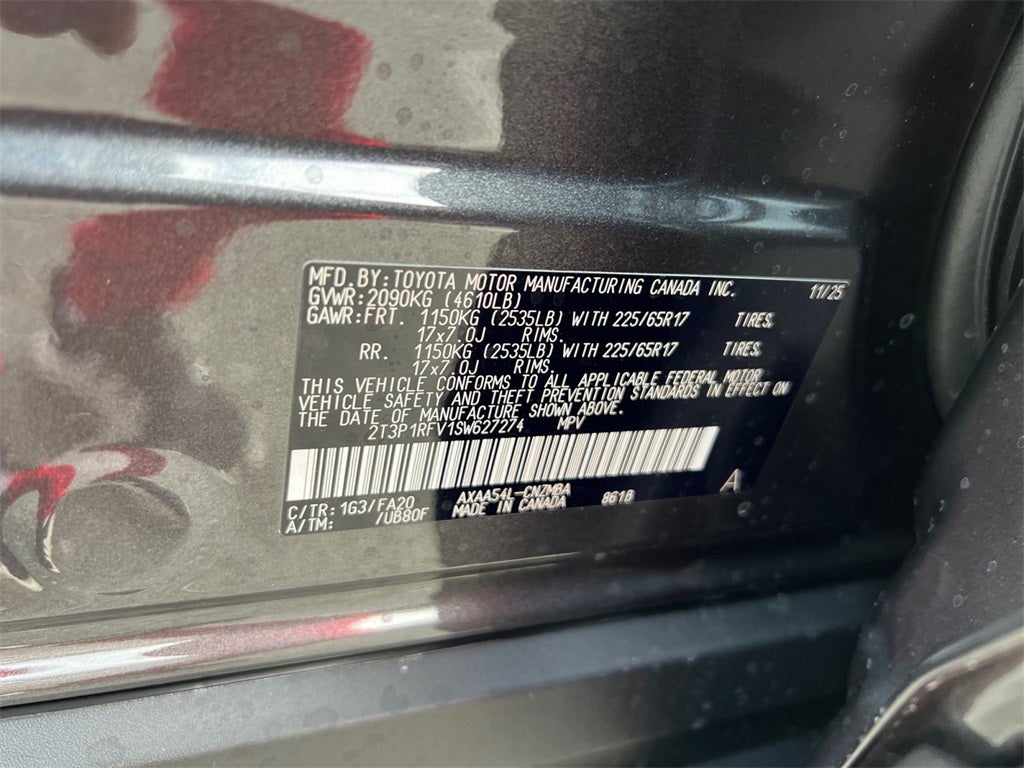 MFD. BY: TOYOTA MOTOR MANUFACTURING CANADA INC. 11/25
GVWR: 2090KG (4610LB)
GAWR: FRT. 1150KG (2535LB) WITH 225/65R17 TIRES,
17x7.0J RIMS.
RR. 1150KG (2535LB) WITH 225/65R17 TIRES,
17x7.0J RIMS.
THIS VEHICLE CONFORMS TO ALL APPLICABLE FEDERAL MOTOR
VEHICLE SAFETY AND THEFT PREVENTION STANDARDS IN EFFECT ON
THE DATE OF MANUFACTURE SHOWN ABOVE.
2T3P1RFV1SW627274 MPV
C/TR: 1G3/FA20 AXAA54L-CNZMBA 861B A
A/TM: /UB80F MADE IN CANADA